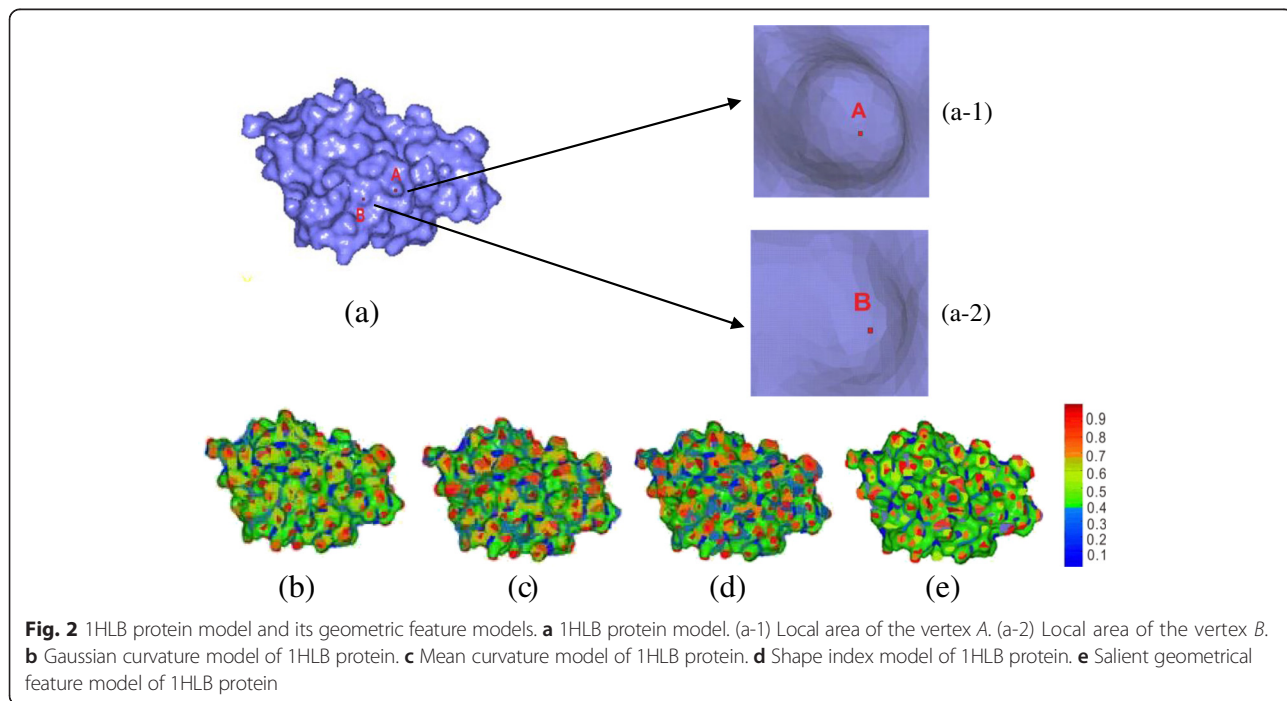 A
(a-1)
A
B
B
(a-2)
(a)
0.9
0.8
0.7
0.6
0.5
0.4
0.3
0.2
0.1
(b)
(c)
(d)
(e)
Fig. 2 1HLB protein model and its geometric feature models. a 1HLB protein model. (a-1) Local area of the vertex A. (a-2) Local area of the vertex B.
b Gaussian curvature model of 1HLB protein. c Mean curvature model of 1HLB protein. d Shape index model of 1HLB protein. e Salient geometrical
feature model of 1HLB protein